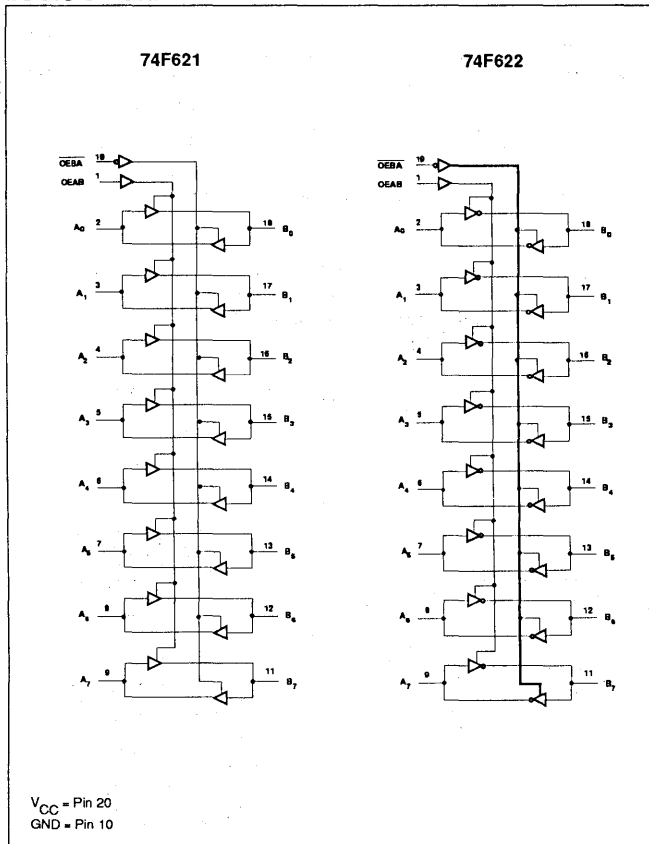 74F621
74F622
OEBA 19
OEAB 1
A0 2 18 B0
A1 3 17 B1
A2 4 16 B2
A3 5 15 B3
A4 6 14 B4
A5 7 13 B5
A6 8 12 B6
A7 9 11 B7
OEBA 19
OEAB 1
A0 2 18 B0
A1 3 17 B1
A2 4 16 B2
A3 5 15 B3
A4 6 14 B4
A5 7 13 B5
A6 8 12 B6
A7 9 11 B7
VCC = Pin 20
GND = Pin 10